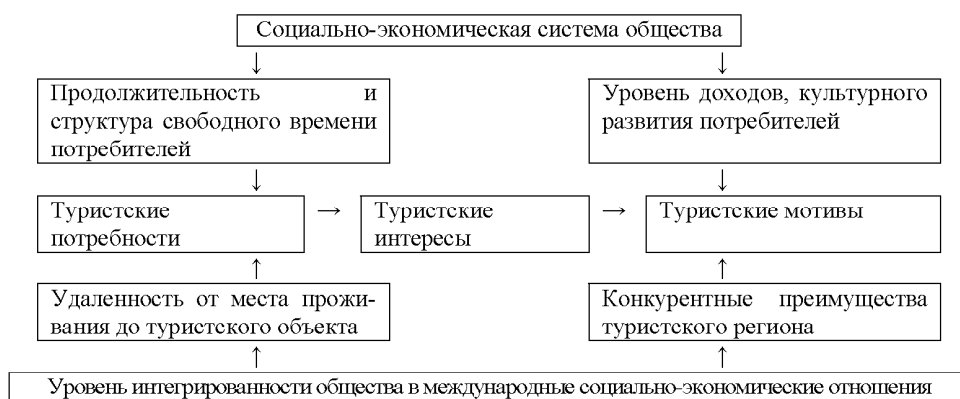 Социально-экономическая система общества
Продолжительность и
структура свободного времени
потребителей
Уровень доходов, культурного
развития потребителей
Туристские
потребности
Туристские
интересы
Туристские мотивы
Удаленность от места прожи-
вания до туристского объекта
Конкурентные преимущества
туристского региона
Уровень интегрированности общества в международные социально-экономические отношения